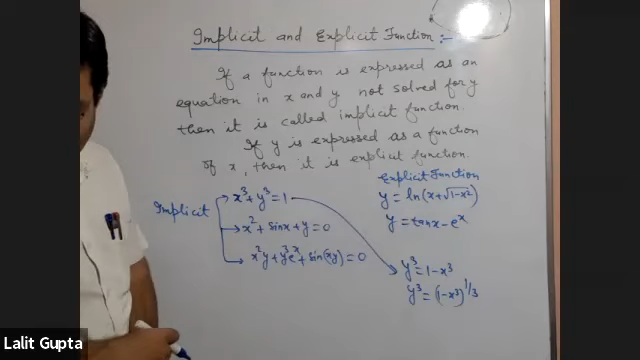 Implicit and Explicit Function :-
If a function is expressed as an
equation in x and y not solved for y
then it is called implicit function.
If y is expressed as a function
of x, then it is explicit function.
Implicit
x³ + y³ = 1
x² + sinx + y = 0
x²y + y³eˣ + sin(xy) = 0
Explicit Function
y = ln(x + √1-x²)
y = tanx - eˣ
y³ = 1 - x³
y³ = (1-x³)^1/3
Lalit Gupta